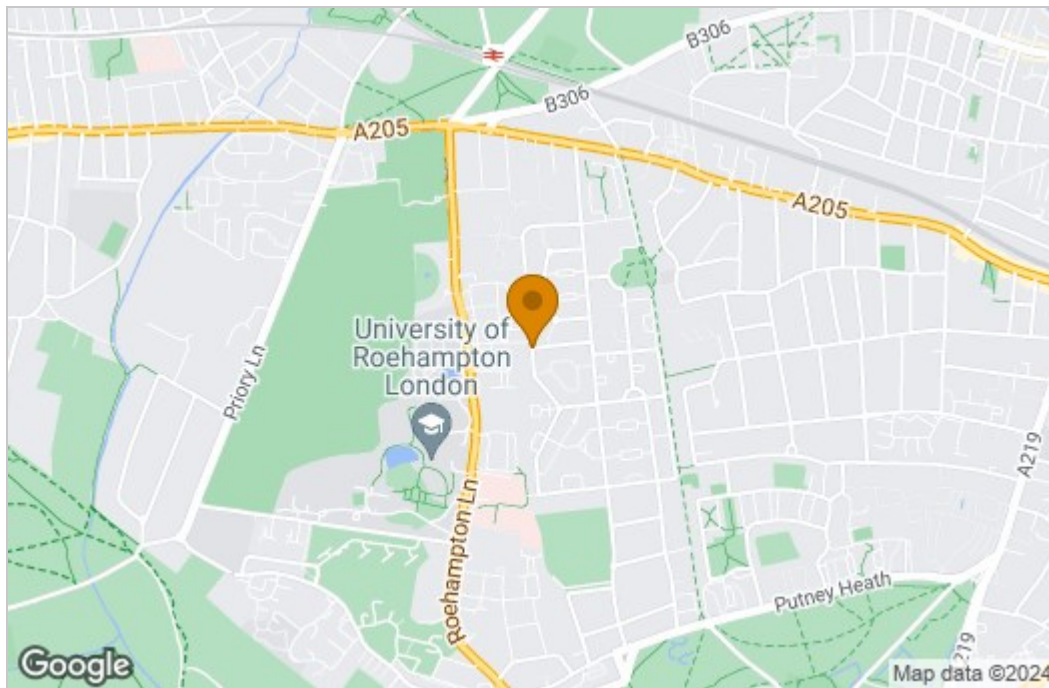 B306
B306
A205
A205
University of
Roehampton
London
Priory Ln
Roehampton Ln
A219
Putney Heath
A219
Google
Map data ©2024